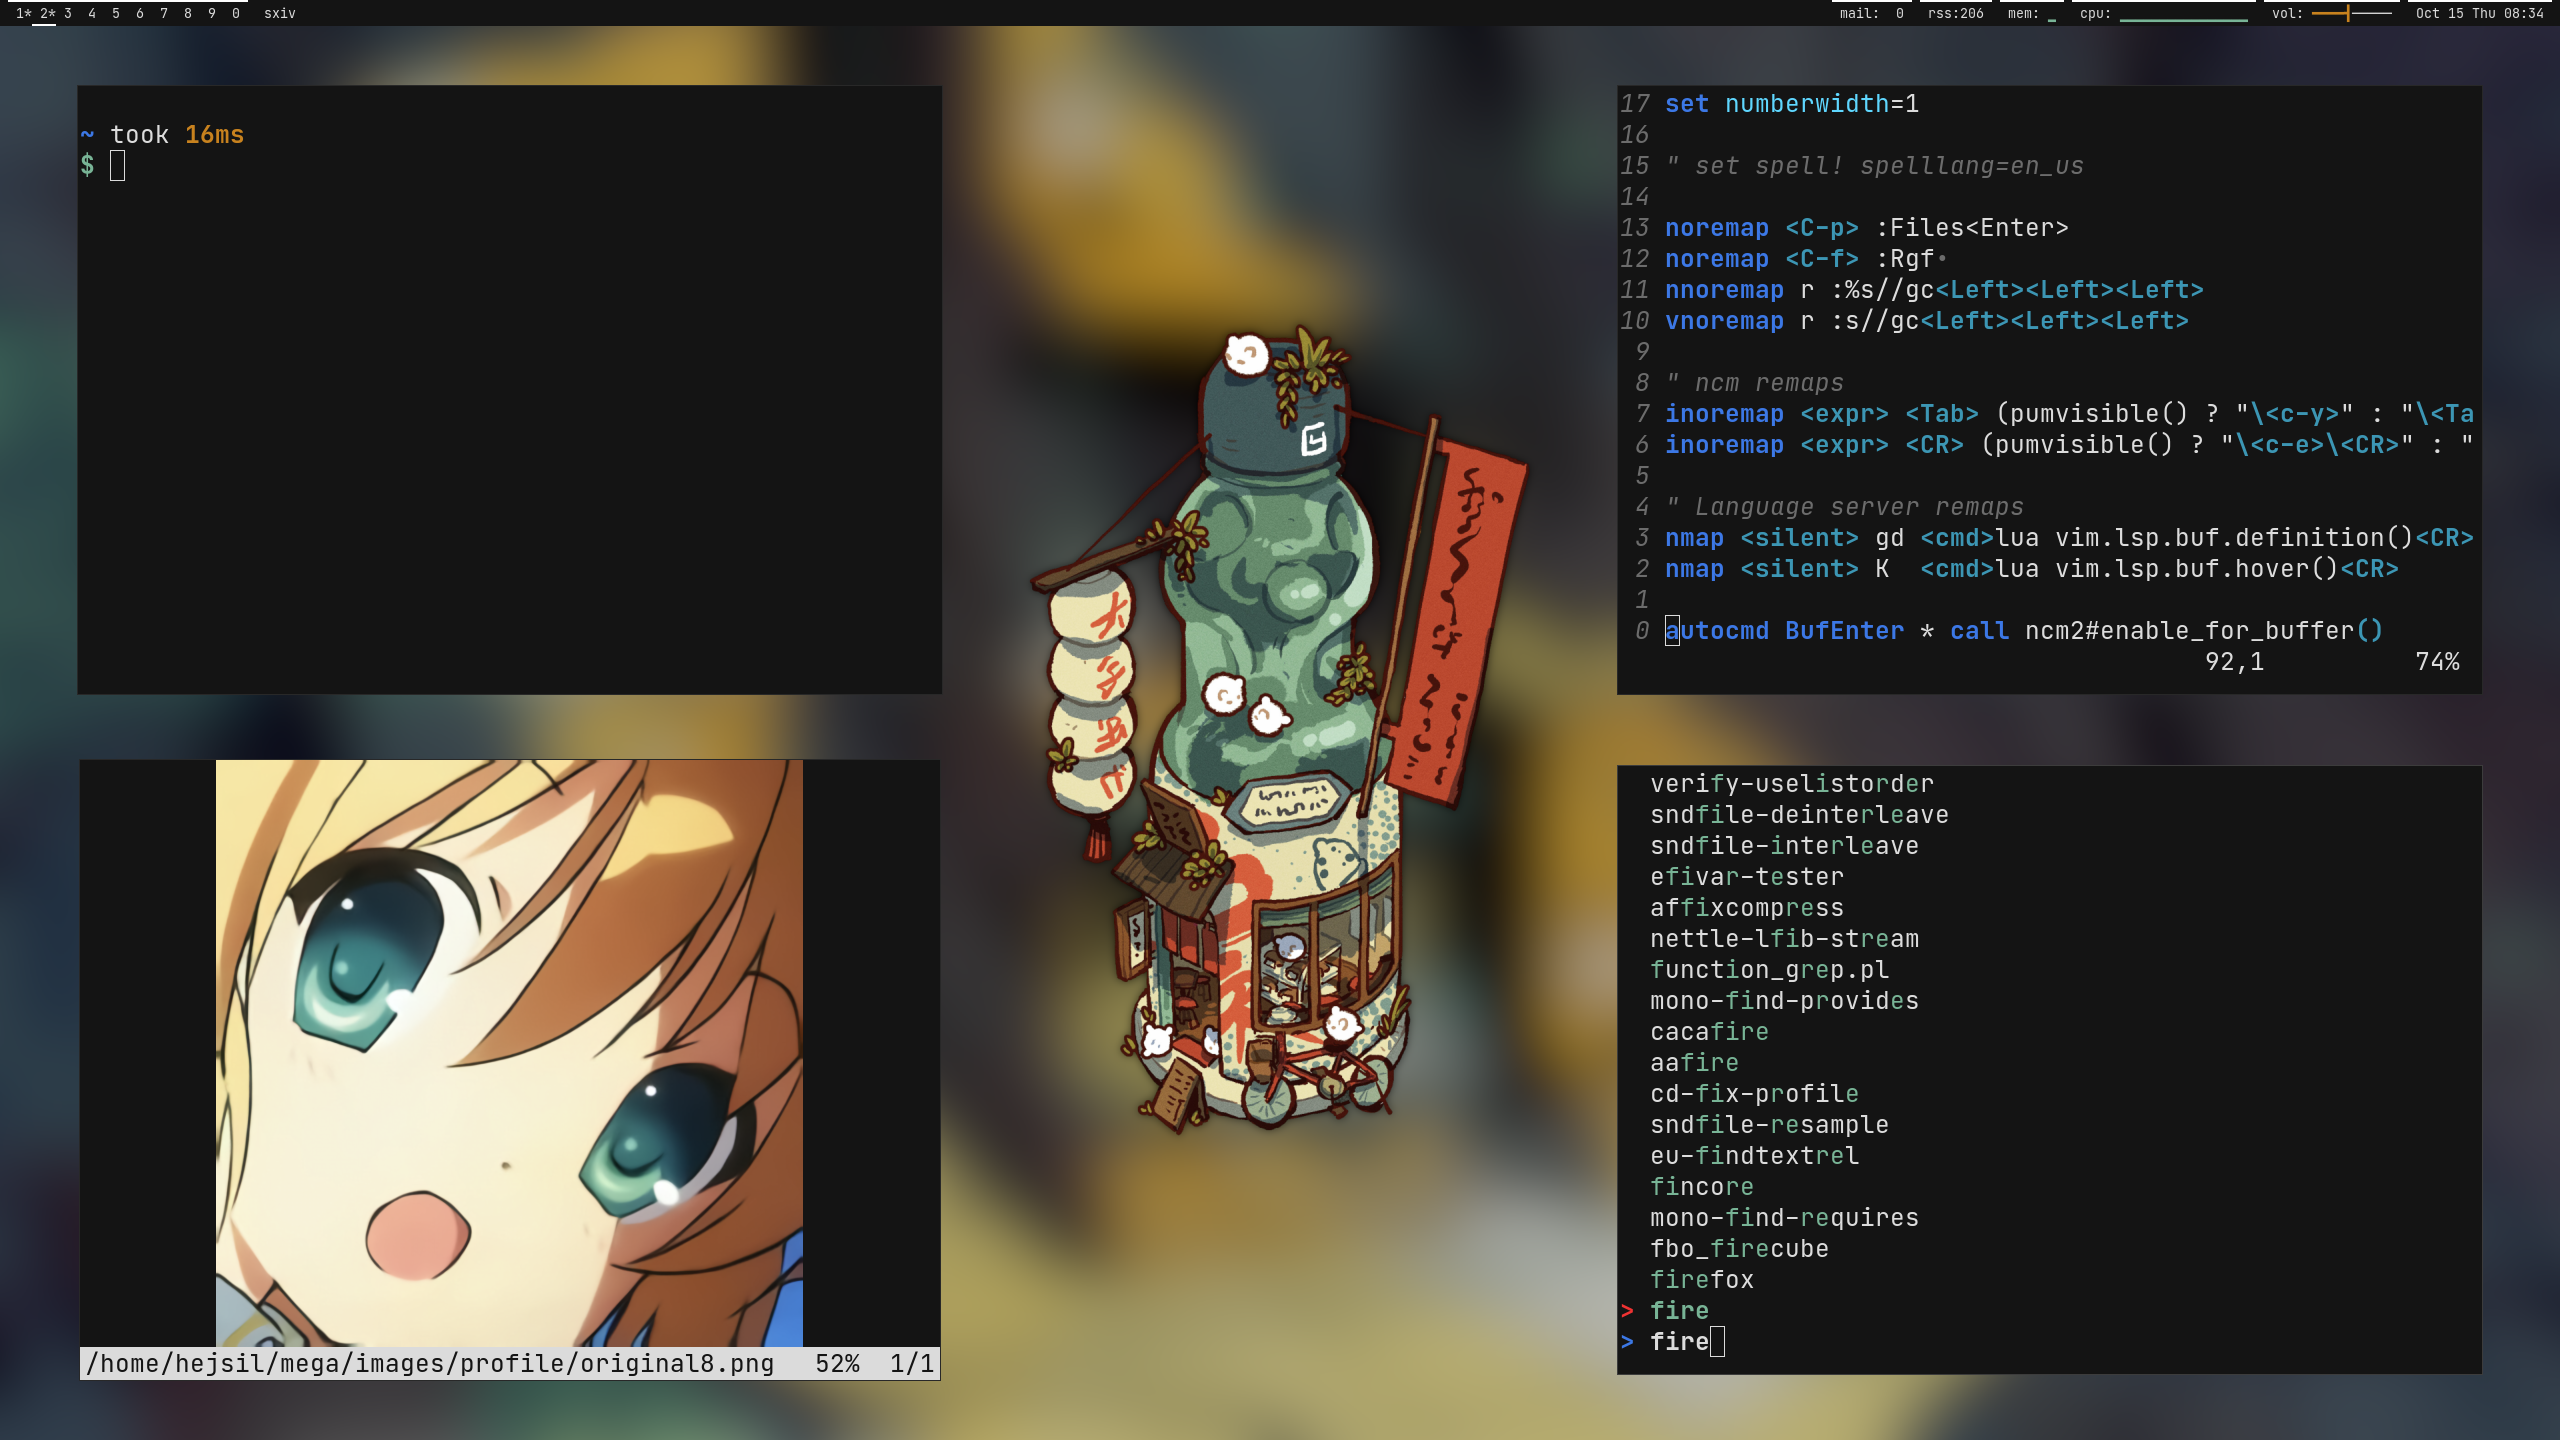 1* 2* 3 4 5 6 7 8 9 0 sxiv
mail: 0 rss:206 mem: cpu: vol: Oct 15 Thu 08:34
~ took 16ms
$
17 set numberwidth=1
16
15 " set spell! spelllang=en_us
14
13 noremap <C-p> :Files<Enter>
12 noremap <C-f> :Rgf•
11 nnoremap r :%s//gc<Left><Left><Left>
10 vnoremap r :s//gc<Left><Left><Left>
9
8 " ncm remaps
7 inoremap <expr> <Tab> (pumvisible() ? "\<c-y>" : "\<Ta
6 inoremap <expr> <CR> (pumvisible() ? "\<c-e>\<CR>" : "
5
4 " Language server remaps
3 nmap <silent> gd <cmd>lua vim.lsp.buf.definition()<CR>
2 nmap <silent> K  <cmd>lua vim.lsp.buf.hover()<CR>
1
0 autocmd BufEnter * call ncm2#enable_for_buffer()
92,1 74%
/home/hejsil/mega/images/profile/original8.png 52% 1/1
verify-uselistorder
sndfile-deinterleave
sndfile-interleave
efivar-tester
affixcompress
nettle-lfib-stream
function_grep.pl
mono-find-provides
cacafire
aafire
cd-fix-profile
sndfile-resample
eu-findtextrel
fincore
mono-find-requires
fbo_firecube
firefox
> fire
> fire